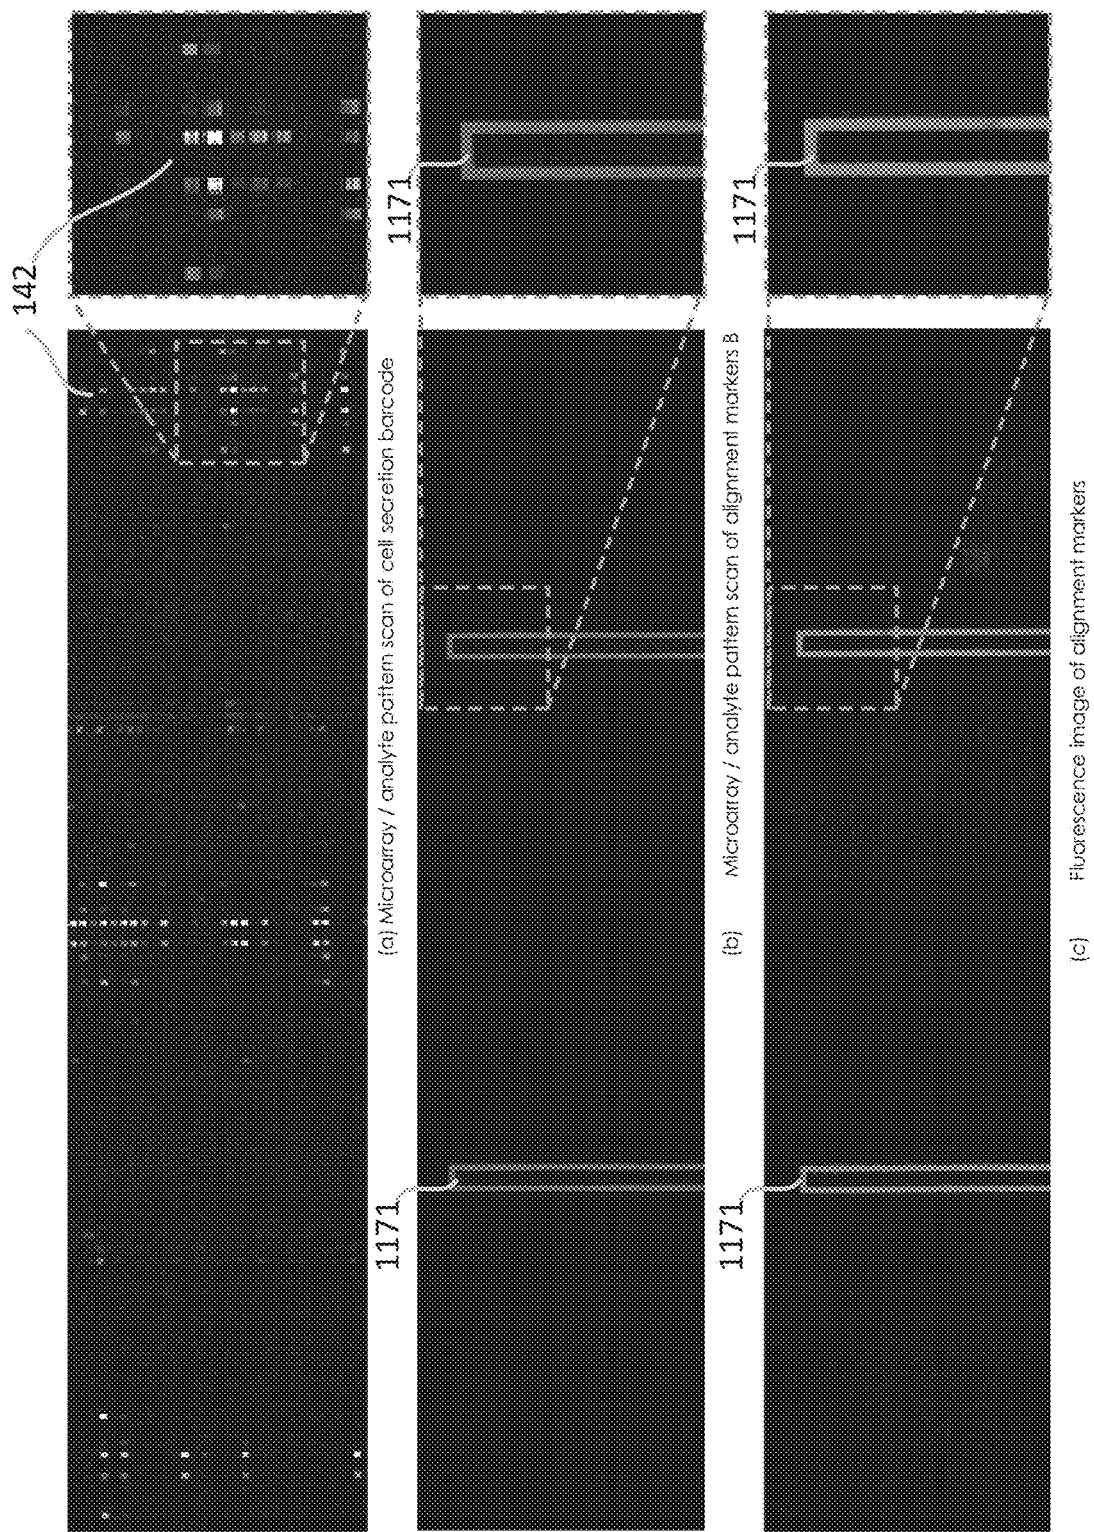 142
(a) Microarray / analyte pattern scan of cell secretion barcode
1171
1171
(b) Microarray / analyte pattern scan of alignment markers B
1171
1171
(c) Fluorescence image of alignment markers